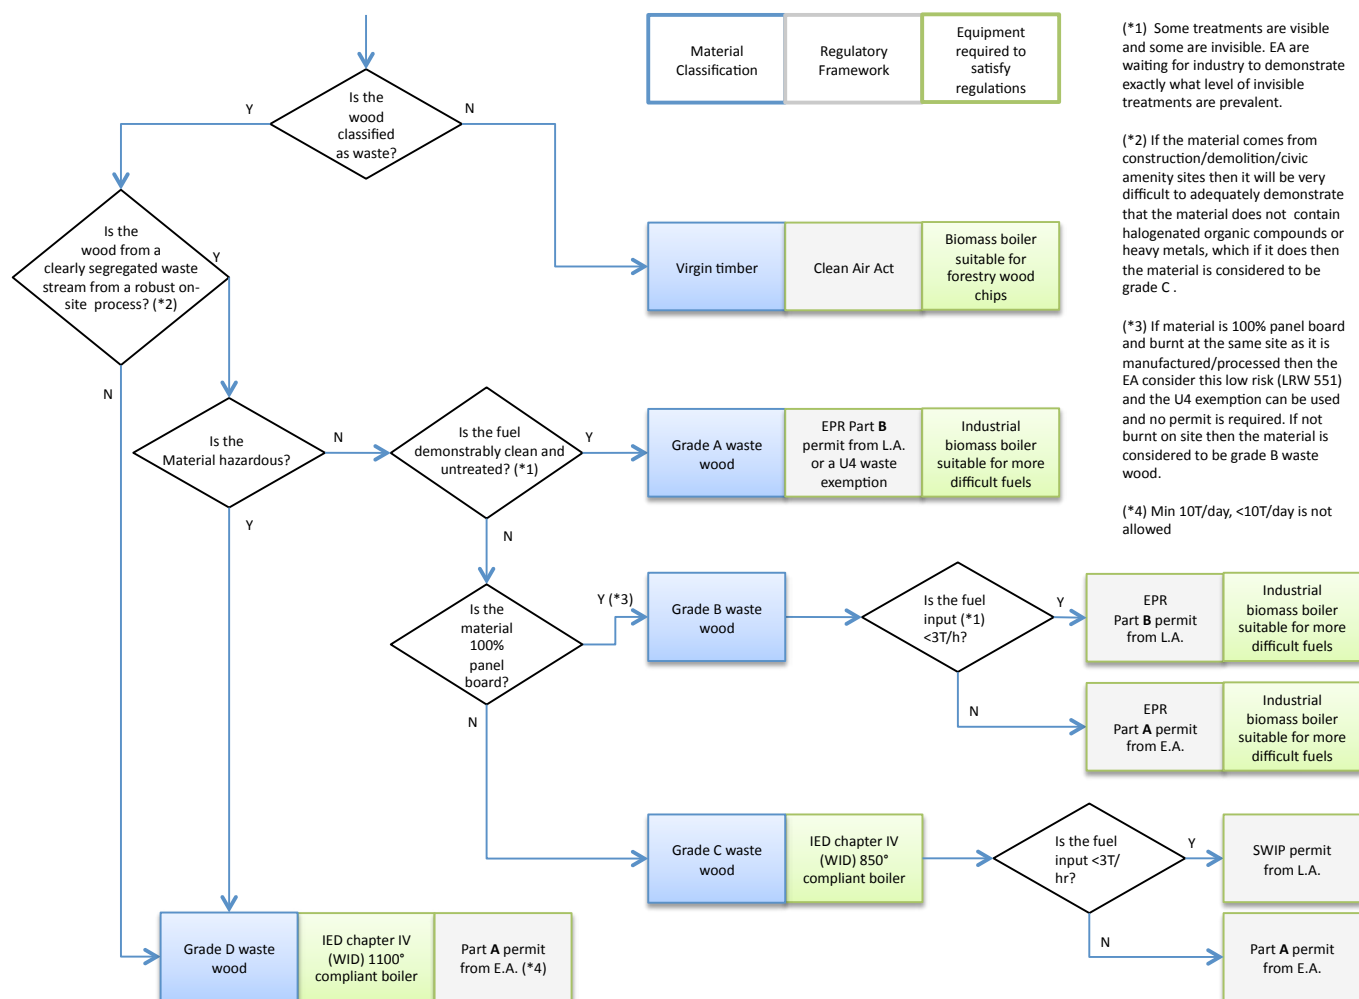 Material
Classification
Regulatory
Framework
Equipment
required to
satisfy
regulations
(*1) Some treatments are visible
and some are invisible. EA are
waiting for industry to demonstrate
exactly what level of invisible
treatments are prevalent.
(*2) If the material comes from
construction/demolition/civic
amenity sites then it will be very
difficult to adequately demonstrate
that the material does not contain
halogenated organic compounds or
heavy metals, which if it does then
the material is considered to be
grade C .
(*3) If material is 100% panel board
and burnt at the same site as it is
manufactured/processed then the
EA consider this low risk (LRW 551)
and the U4 exemption can be used
and no permit is required. If not
burnt on site then the material is
considered to be grade B waste
wood.
(*4) Min 10T/day, <10T/day is not
allowed
Is the
wood
classified
as waste?
Y
N
Is the
wood from a
clearly segregated waste
stream from a robust on-
site process? (*2)
Y
N
Virgin timber
Clean Air Act
Biomass boiler
suitable for
forestry wood
chips
Is the
Material hazardous?
N
Y
Is the fuel
demonstrably clean and
untreated? (*1)
Y
N
Grade A waste
wood
EPR Part B
permit from L.A.
or a U4 waste
exemption
Industrial
biomass boiler
suitable for more
difficult fuels
Is the
material
100%
panel
board?
Y (*3)
N
Grade B waste
wood
Is the fuel
input (*1)
<3T/h?
Y
N
EPR
Part B permit
from L.A.
Industrial
biomass boiler
suitable for more
difficult fuels
EPR
Part A permit
from E.A.
Industrial
biomass boiler
suitable for more
difficult fuels
Grade C waste
wood
IED chapter IV
(WID) 850°
compliant boiler
Is the fuel
input <3T/
hr?
Y
N
SWIP permit
from L.A.
Part A permit
from E.A.
Grade D waste
wood
IED chapter IV
(WID) 1100°
compliant boiler
Part A permit
from E.A. (*4)